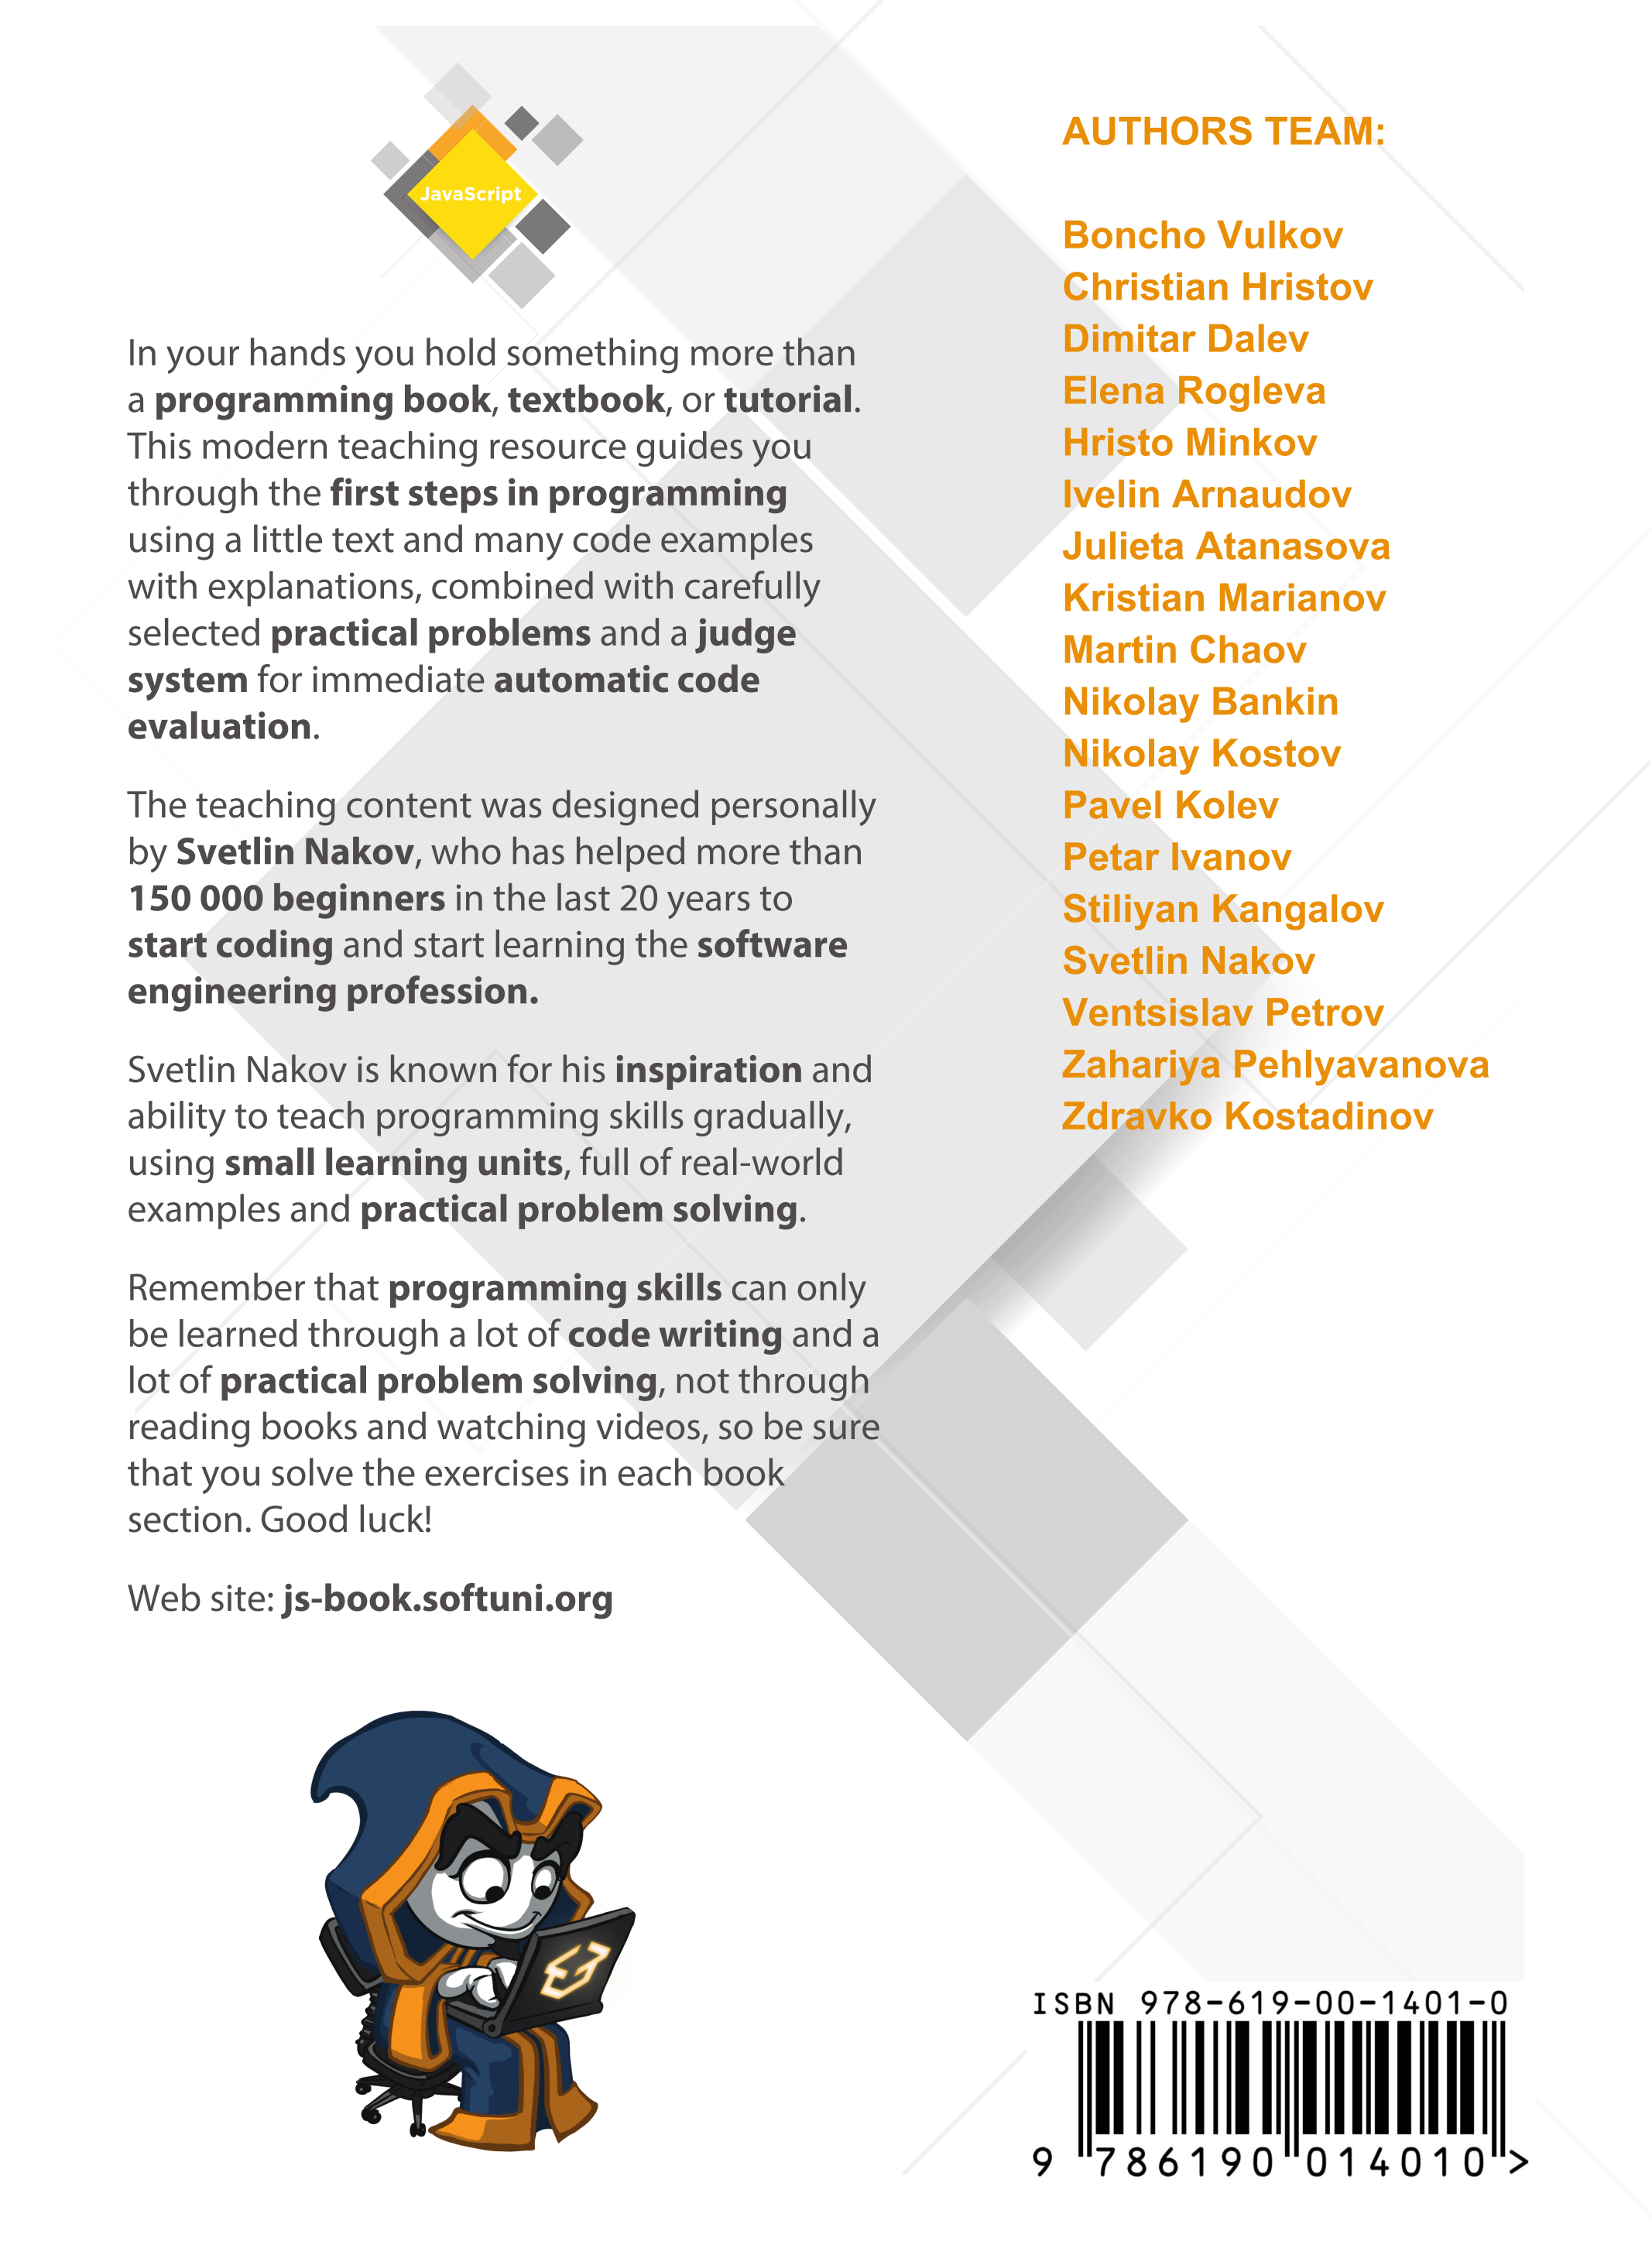 JavaScript
In your hands you hold something more than
a programming book, textbook, or tutorial.
This modern teaching resource guides you
through the first steps in programming
using a little text and many code examples
with explanations, combined with carefully
selected practical problems and a judge
system for immediate automatic code
evaluation.
The teaching content was designed personally
by Svetlin Nakov, who has helped more than
150 000 beginners in the last 20 years to
start coding and start learning the software
engineering profession.
Svetlin Nakov is known for his inspiration and
ability to teach programming skills gradually,
using small learning units, full of real-world
examples and practical problem solving.
Remember that programming skills can only
be learned through a lot of code writing and a
lot of practical problem solving, not through
reading books and watching videos, so be sure
that you solve the exercises in each book
section. Good luck!
Web site: js-book.softuni.org
AUTHORS TEAM:
Boncho Vulkov
Christian Hristov
Dimitar Dalev
Elena Rogleva
Hristo Minkov
Ivelin Arnaudov
Julieta Atanasova
Kristian Marianov
Martin Chaov
Nikolay Bankin
Nikolay Kostov
Pavel Kolev
Petar Ivanov
Stiliyan Kangalov
Svetlin Nakov
Ventsislav Petrov
Zahariya Pehlyavanova
Zdravko Kostadinov
ISBN 978-619-00-1401-0
9 786190 014010 >